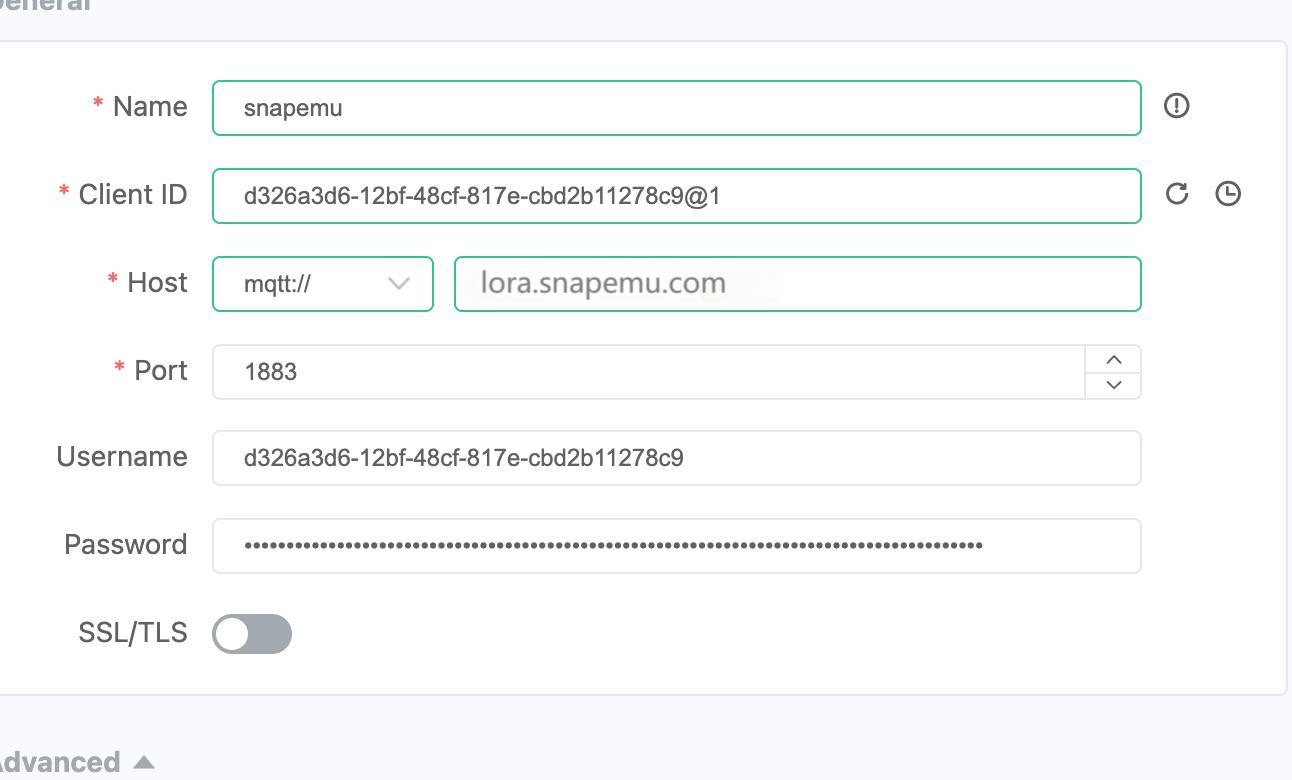 General
* Name snapemu
* Client ID d326a3d6-12bf-48cf-817e-cbd2b11278c9@1
* Host mqtt:// lora.snapemu.com
* Port 1883
Username d326a3d6-12bf-48cf-817e-cbd2b11278c9
Password ••••••••••••••••••••••••••••••••••••••••••••••••••••••••••••••••••••••••••••••••••••••
SSL/TLS
Advanced